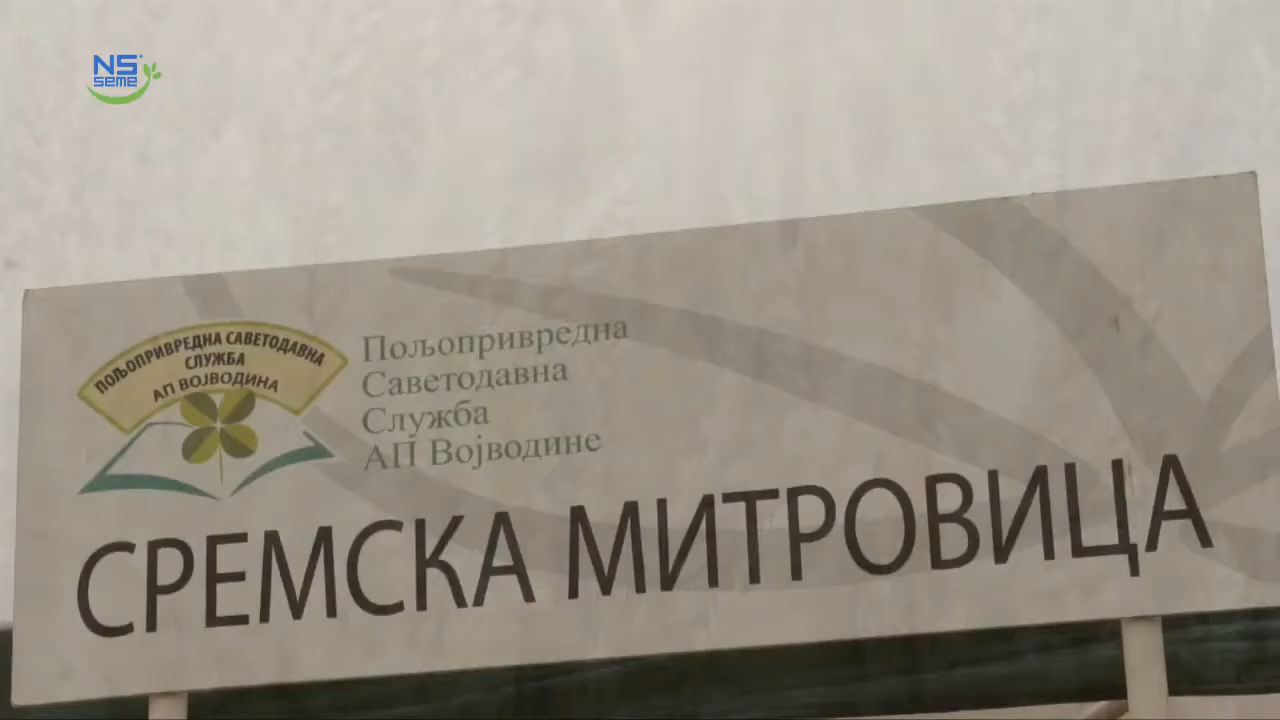 NS
seme
ПОЉОПРИВРЕДНА САВЕТОДАВНА
СЛУЖБА
АП ВОЈВОДИНА
Пољопривредна
Саветодавна
Служба
АП Војводине
СРЕМСКА МИТРОВИЦА